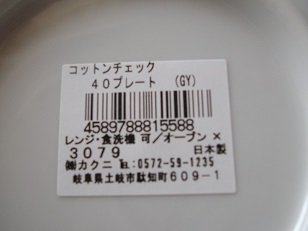 コットンチェック
40プレート (GY)
4589788815588
レンジ・食洗機 可/オーブン ×
3079 日本製
㈱カクニ TEL:0572-59-1235
岐阜県土岐市駄知町609-1